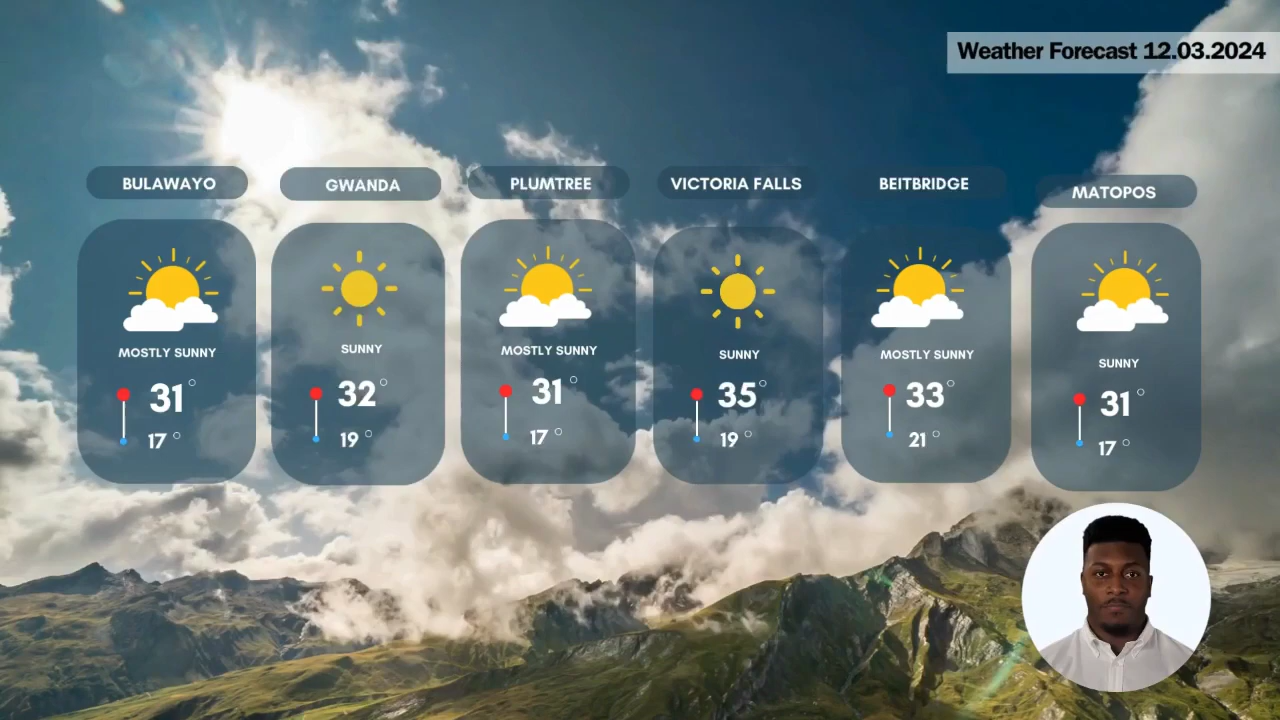 Weather Forecast 12.03.2024
BULAWAYO
MOSTLY SUNNY
31°
17°
GWANDA
SUNNY
32°
19°
PLUMTREE
MOSTLY SUNNY
31°
17°
VICTORIA FALLS
SUNNY
35°
19°
BEITBRIDGE
MOSTLY SUNNY
33°
21°
MATOPOS
SUNNY
31°
17°